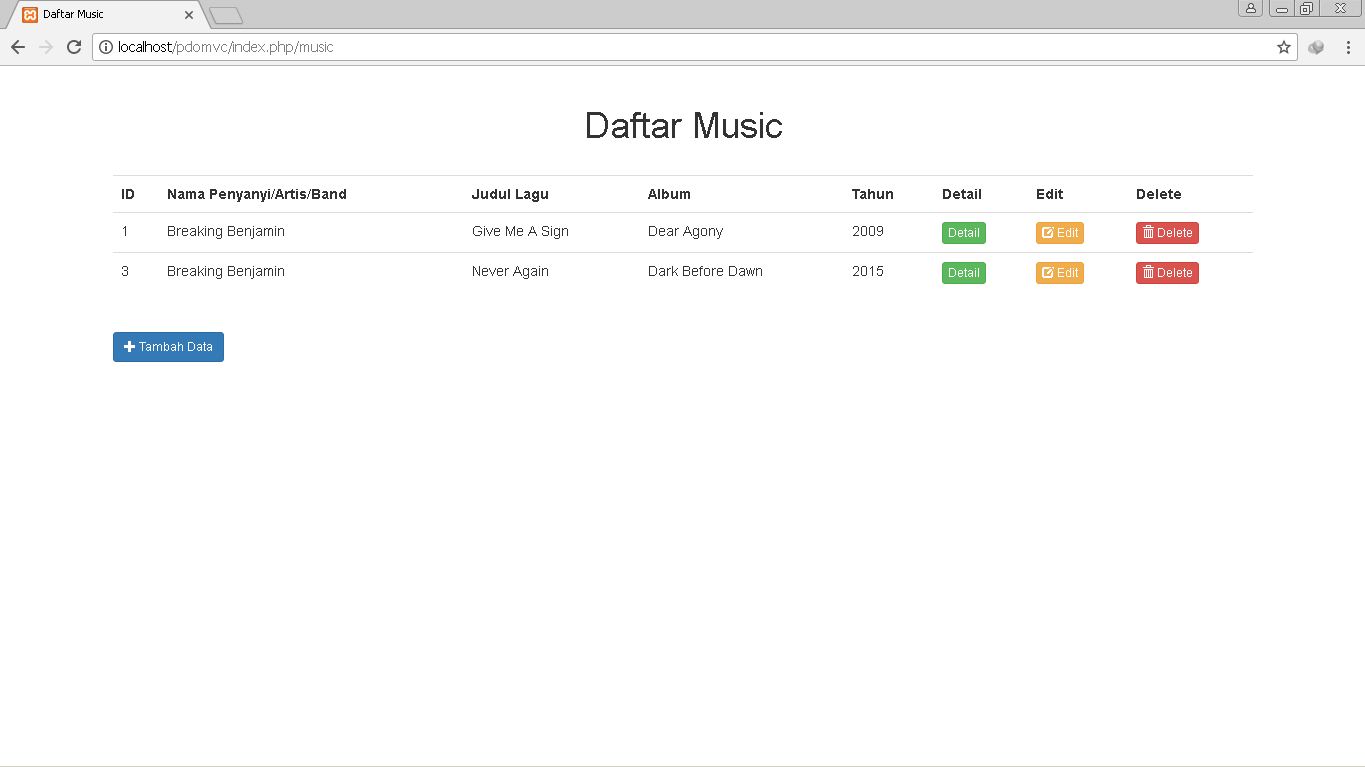 Daftar Music
localhost/pdomvc/index.php/music
Daftar Music
ID Nama Penyanyi/Artis/Band Judul Lagu Album Tahun Detail Edit Delete
1 Breaking Benjamin Give Me A Sign Dear Agony 2009 Detail Edit Delete
3 Breaking Benjamin Never Again Dark Before Dawn 2015 Detail Edit Delete
Tambah Data